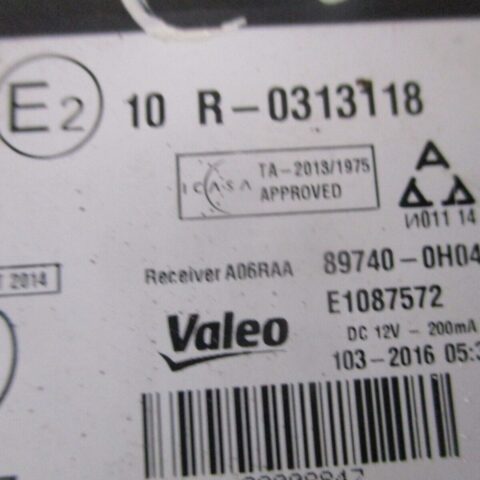 E2 10 R-0313118
ICASA TA-2013/1975
APPROVED
A
И011 14
2014
Receiver A06RAA 89740-0H04
E1087572
Valeo DC 12V - 200mA
103-2016 05:3